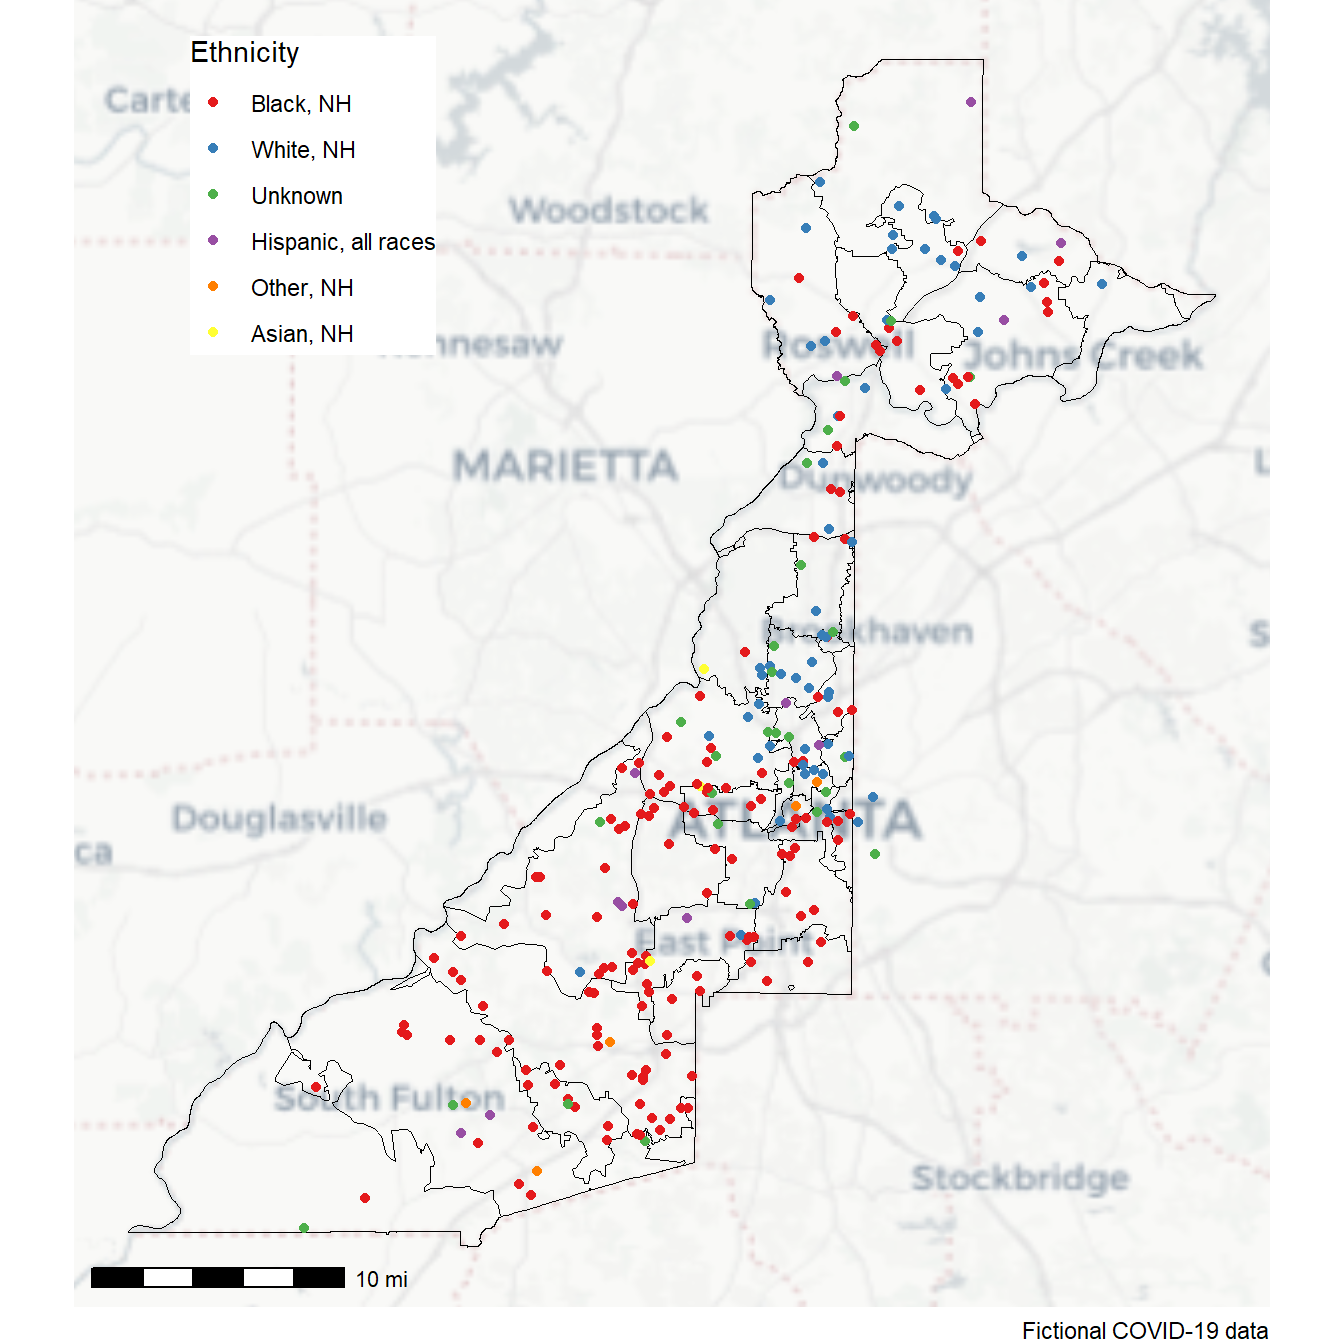 Ethnicity
Black, NH
White, NH
Unknown
Hispanic, all races
Other, NH
Asian, NH
Carte
Woodstock
nnesaw
Roswell
Johns Creek
MARIETTA
Dunwoody
Brookhaven
Douglasville
ATLANTA
ca
East Point
South Fulton
Stockbridge
10 mi
Fictional COVID-19 data